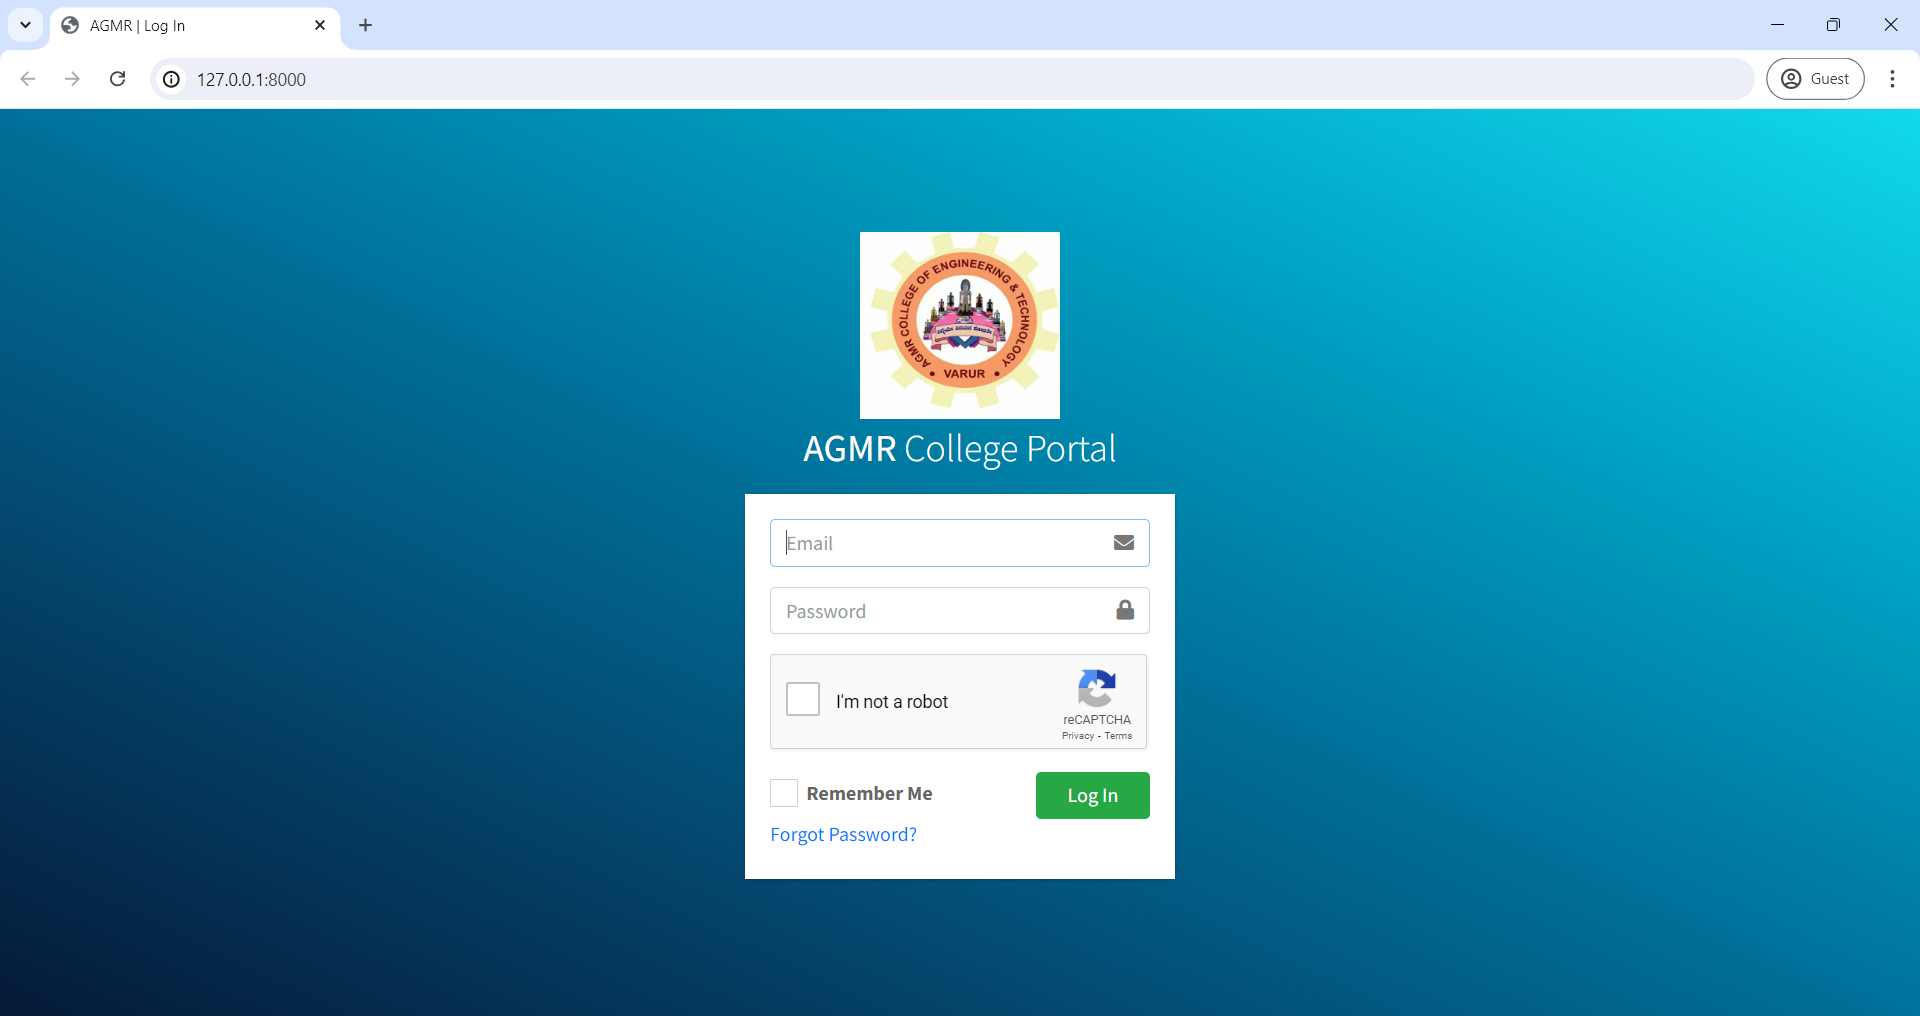 AGMR | Log In
127.0.0.1:8000
Guest
AGMR COLLEGE OF ENGINEERING & TECHNOLOGY
VARUR
AGMR College Portal
Email
Password
I'm not a robot
reCAPTCHA
Privacy - Terms
Remember Me
Log In
Forgot Password?